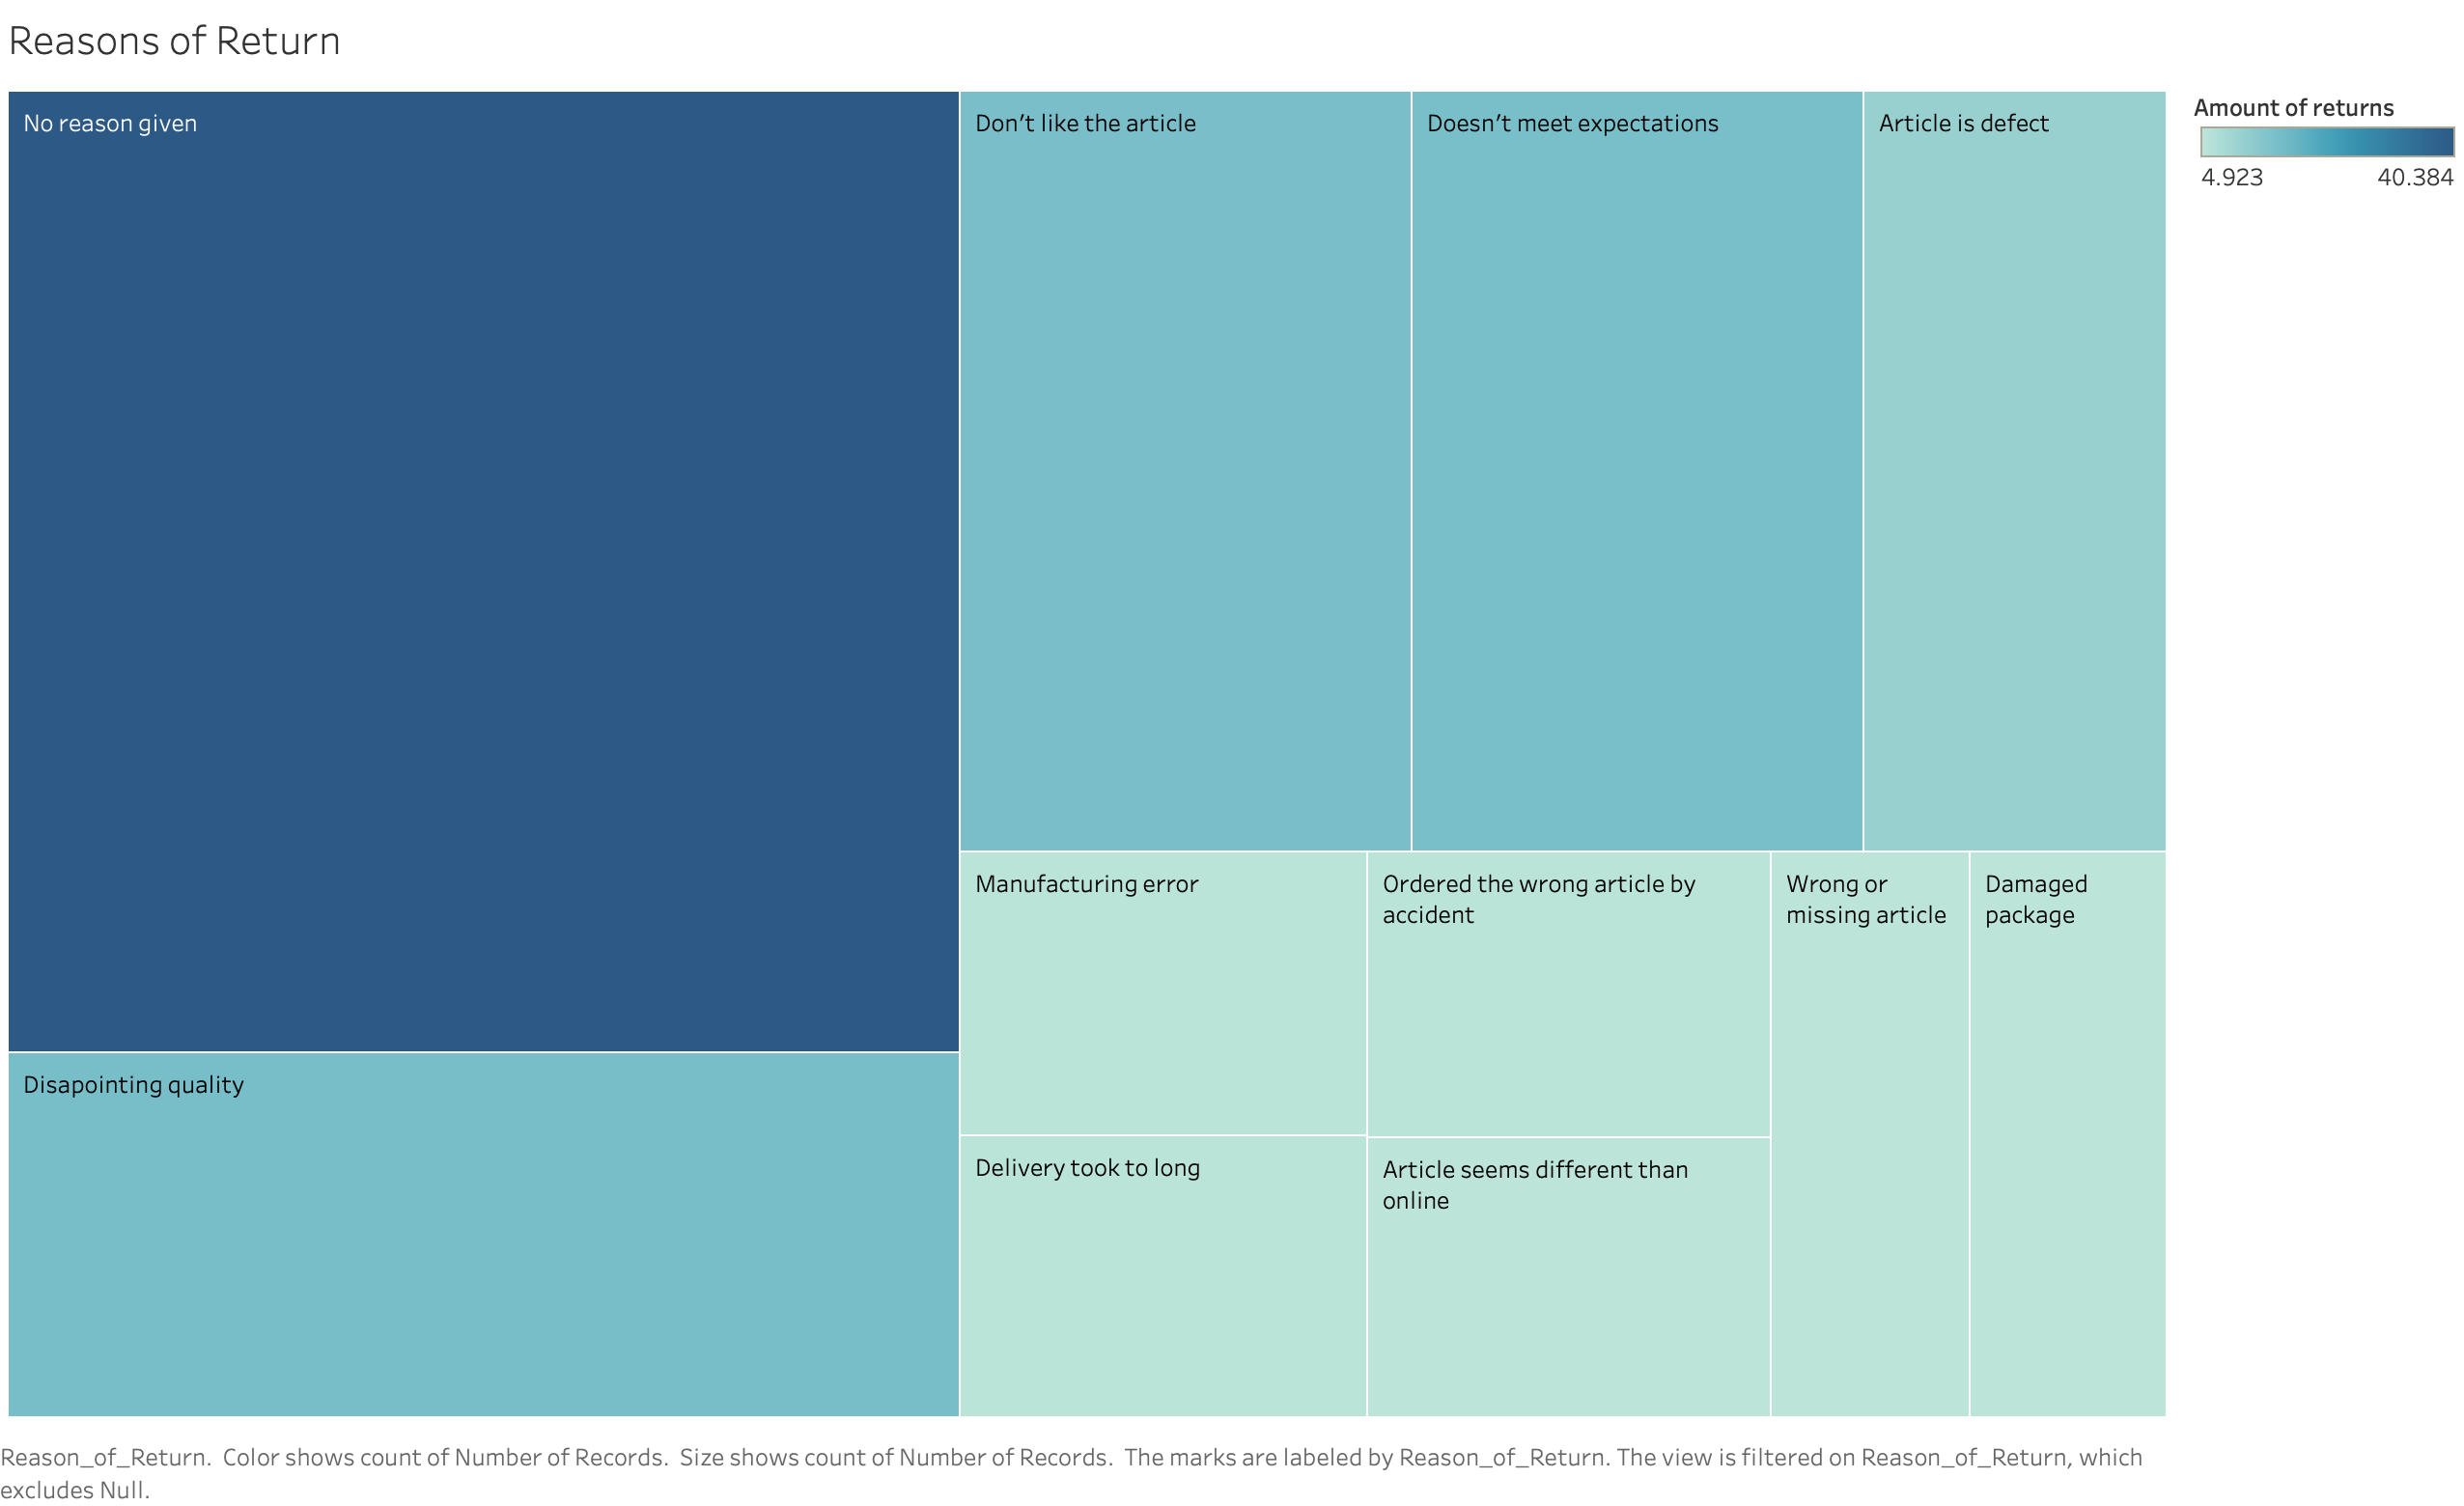 Reasons of Return
No reason given
Don’t like the article
Doesn’t meet expectations
Article is defect
Amount of returns
4.923
40.384
Manufacturing error
Ordered the wrong article by
accident
Wrong or
missing article
Damaged
package
Disapointing quality
Delivery took to long
Article seems different than
online
Reason_of_Return.  Color shows count of Number of Records.  Size shows count of Number of Records.  The marks are labeled by Reason_of_Return. The view is filtered on Reason_of_Return, which
excludes Null.